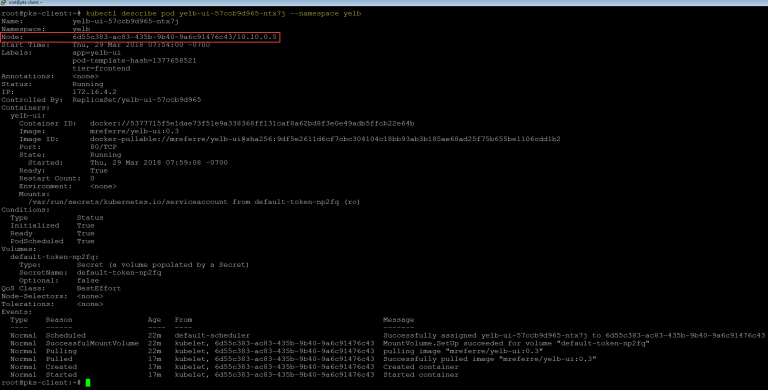 root@pks-client: ~
root@pks-client:~# kubectl describe pod yelb-ui-57ccb9d965-ntx7j --namespace yelb
Name:           yelb-ui-57ccb9d965-ntx7j
Namespace:      yelb
Node:           6d55c383-ac83-435b-9b40-9a6c91476c43/10.10.0.5
Start Time:     Thu, 29 Mar 2018 07:54:00 -0700
Labels:         app=yelb-ui
                pod-template-hash=1377658521
                tier=frontend
Annotations:    <none>
Status:         Running
IP:             172.16.4.2
Controlled By:  ReplicaSet/yelb-ui-57ccb9d965
Containers:
  yelb-ui:
    Container ID:   docker://5377715f5e1dae73f51e9a338368ff131caf8a62bd8f3e0e49adb5ffcb22e64b
    Image:          mreferre/yelb-ui:0.3
    Image ID:       docker-pullable://mreferre/yelb-ui@sha256:9df5e2611d6cf7cbc304104c18bb93ab3b185ae68ad25f75b655be1106cdd1b2
    Port:           80/TCP
    State:          Running
      Started:      Thu, 29 Mar 2018 07:59:08 -0700
    Ready:          True
    Restart Count:  0
    Environment:    <none>
    Mounts:
      /var/run/secrets/kubernetes.io/serviceaccount from default-token-np2fq (ro)
Conditions:
  Type           Status
  Initialized    True
  Ready          True
  PodScheduled   True
Volumes:
  default-token-np2fq:
    Type:        Secret (a volume populated by a Secret)
    SecretName:  default-token-np2fq
    Optional:    false
QoS Class:       BestEffort
Node-Selectors:  <none>
Tolerations:     <none>
Events:
  Type    Reason                 Age   From                                           Message
  ----    ------                 ----  ----                                           -------
  Normal  Scheduled              22m   default-scheduler                              Successfully assigned yelb-ui-57ccb9d965-ntx7j to 6d55c383-ac83-435b-9b40-9a6c91476c43
  Normal  SuccessfulMountVolume  22m   kubelet, 6d55c383-ac83-435b-9b40-9a6c91476c43  MountVolume.SetUp succeeded for volume "default-token-np2fq"
  Normal  Pulling                22m   kubelet, 6d55c383-ac83-435b-9b40-9a6c91476c43  pulling image "mreferre/yelb-ui:0.3"
  Normal  Pulled                 17m   kubelet, 6d55c383-ac83-435b-9b40-9a6c91476c43  Successfully pulled image "mreferre/yelb-ui:0.3"
  Normal  Created                17m   kubelet, 6d55c383-ac83-435b-9b40-9a6c91476c43  Created container
  Normal  Started                17m   kubelet, 6d55c383-ac83-435b-9b40-9a6c91476c43  Started container
root@pks-client:~#